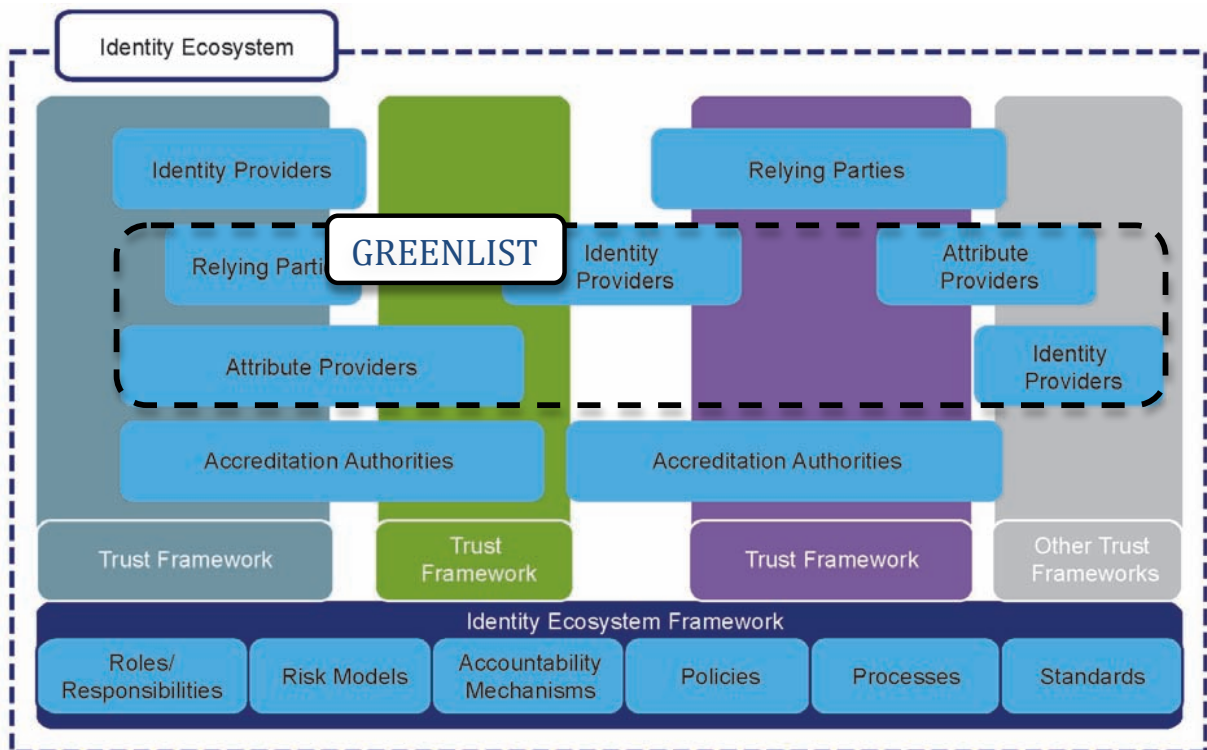 Identity Ecosystem
Identity Providers
Relying Parties
GREENLIST
Relying Parti
Identity
Providers
Attribute
Providers
Attribute Providers
Identity
Providers
Accreditation Authorities
Accreditation Authorities
Trust Framework
Trust
Framework
Trust Framework
Other Trust
Frameworks
Identity Ecosystem Framework
Roles/
Responsibilities
Risk Models
Accountability
Mechanisms
Policies
Processes
Standards